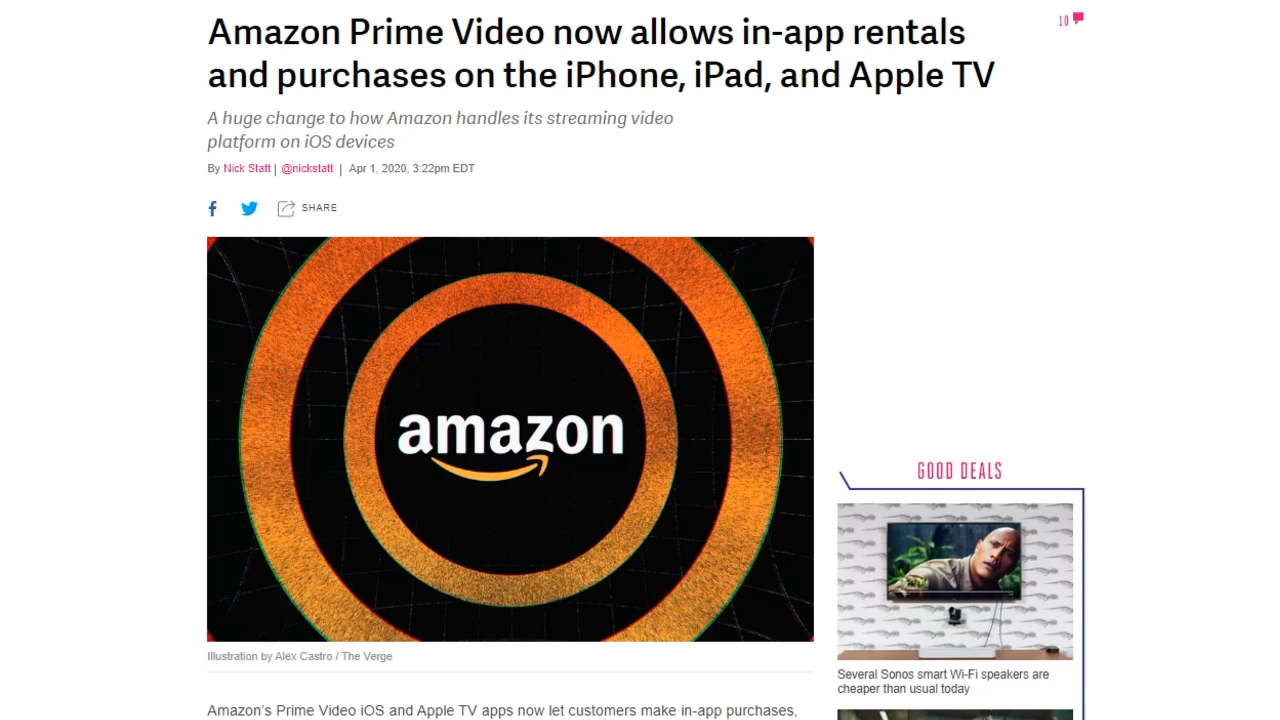 Amazon Prime Video now allows in-app rentals
and purchases on the iPhone, iPad, and Apple TV
10
A huge change to how Amazon handles its streaming video
platform on iOS devices
By Nick Statt | @nickstatt | Apr 1, 2020, 3:22pm EDT
SHARE
amazon
Illustration by Alex Castro / The Verge
Amazon’s Prime Video iOS and Apple TV apps now let customers make in-app purchases,
GOOD DEALS
Several Sonos smart Wi-Fi speakers are
cheaper than usual today